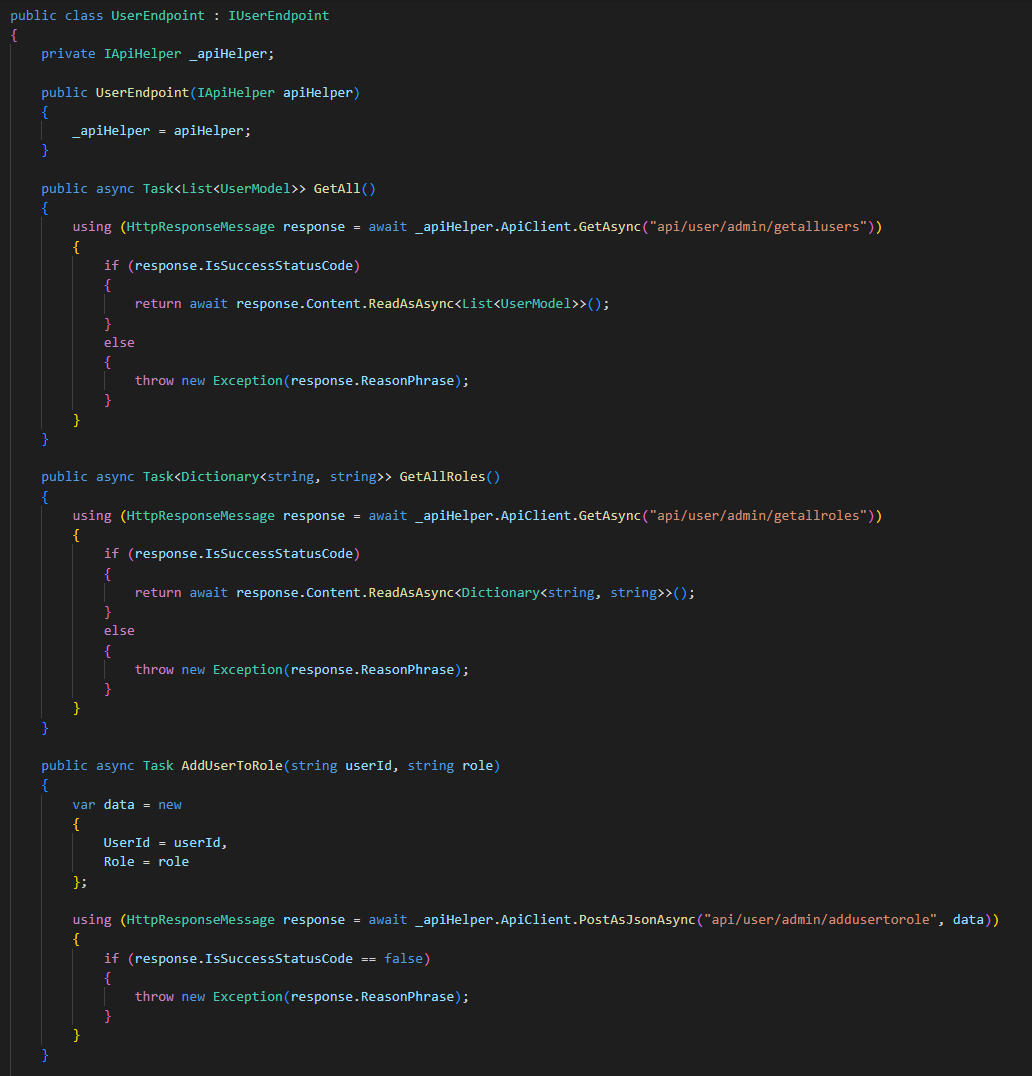 public class UserEndpoint : IUserEndpoint
{
    private IApiHelper _apiHelper;

    public UserEndpoint(IApiHelper apiHelper)
    {
        _apiHelper = apiHelper;
    }

    public async Task<List<UserModel>> GetAll()
    {
        using (HttpResponseMessage response = await _apiHelper.ApiClient.GetAsync("api/user/admin/getallusers"))
        {
            if (response.IsSuccessStatusCode)
            {
                return await response.Content.ReadAsAsync<List<UserModel>>();
            }
            else
            {
                throw new Exception(response.ReasonPhrase);
            }
        }
    }

    public async Task<Dictionary<string, string>> GetAllRoles()
    {
        using (HttpResponseMessage response = await _apiHelper.ApiClient.GetAsync("api/user/admin/getallroles"))
        {
            if (response.IsSuccessStatusCode)
            {
                return await response.Content.ReadAsAsync<Dictionary<string, string>>();
            }
            else
            {
                throw new Exception(response.ReasonPhrase);
            }
        }
    }

    public async Task AddUserToRole(string userId, string role)
    {
        var data = new
        {
            UserId = userId,
            Role = role
        };

        using (HttpResponseMessage response = await _apiHelper.ApiClient.PostAsJsonAsync("api/user/admin/addusertorole", data))
        {
            if (response.IsSuccessStatusCode == false)
            {
                throw new Exception(response.ReasonPhrase);
            }
        }
    }